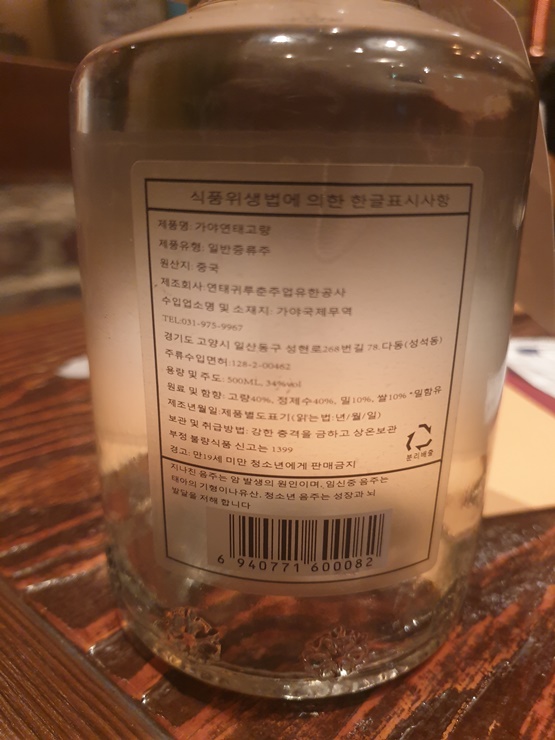 식품위생법에 의한 한글표시사항
제품명: 가야연태고량
제품유형: 일반증류주
원산지: 중국
제조회사:연태귀루춘주업유한공사
수입업소명 및 소재지: 가야국제무역
TEL:031-975-9967
경기도 고양시 일산동구 성현로268번길 78.다동(성석동)
주류수입면허:128-2-00462
용량 및 주도: 500ML, 34%vol
원료 및 함량: 고량40%, 정제수40%, 밀10%, 쌀10% *밀함유
제조년월일:제품별도표기(읽는법:년/월/일)
보관 및 취급방법: 강한 충격을 금하고 상온보관
부정 불량식품 신고는 1399
경고: 만19세 미만 청소년에게 판매금지
분리배출
지나친 음주는 암 발생의 원인이며, 임신중 음주는
태아의 기형이나유산, 청소년 음주는 성장과 뇌
발달을 저해 합니다
6 940771 600082